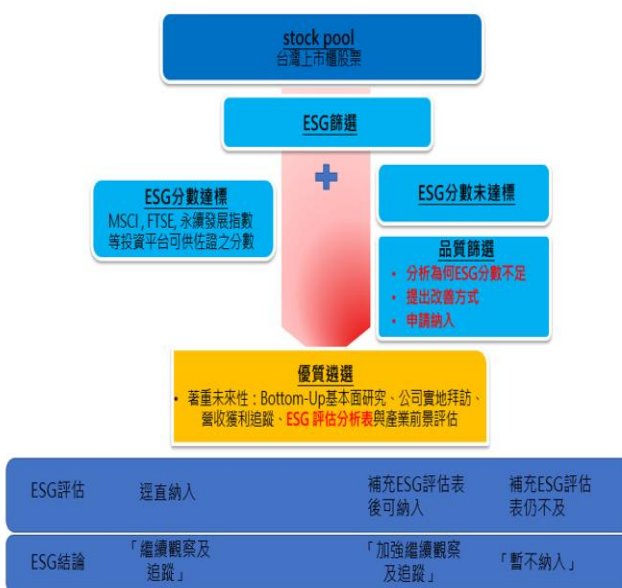 stock pool
台灣上市櫃股票
ESG篩選
ESG分數達標
MSCI , FTSE, 永續發展指數
等投資平台可供佐證之分數
ESG分數未達標
品質篩選
• 分析為何ESG分數不足
• 提出改善方式
• 申請納入
優質遴選
• 著重未來性:Bottom-Up基本面研究、公司實地拜訪、
營收獲利追蹤、ESG 評估分析表與產業前景評估
ESG評估
逕直納入
補充ESG評估表
後可納入
補充ESG評估
表仍不及
ESG結論
「繼續觀察及
追蹤」
「加強繼續觀察
及追蹤」
「暫不納入」